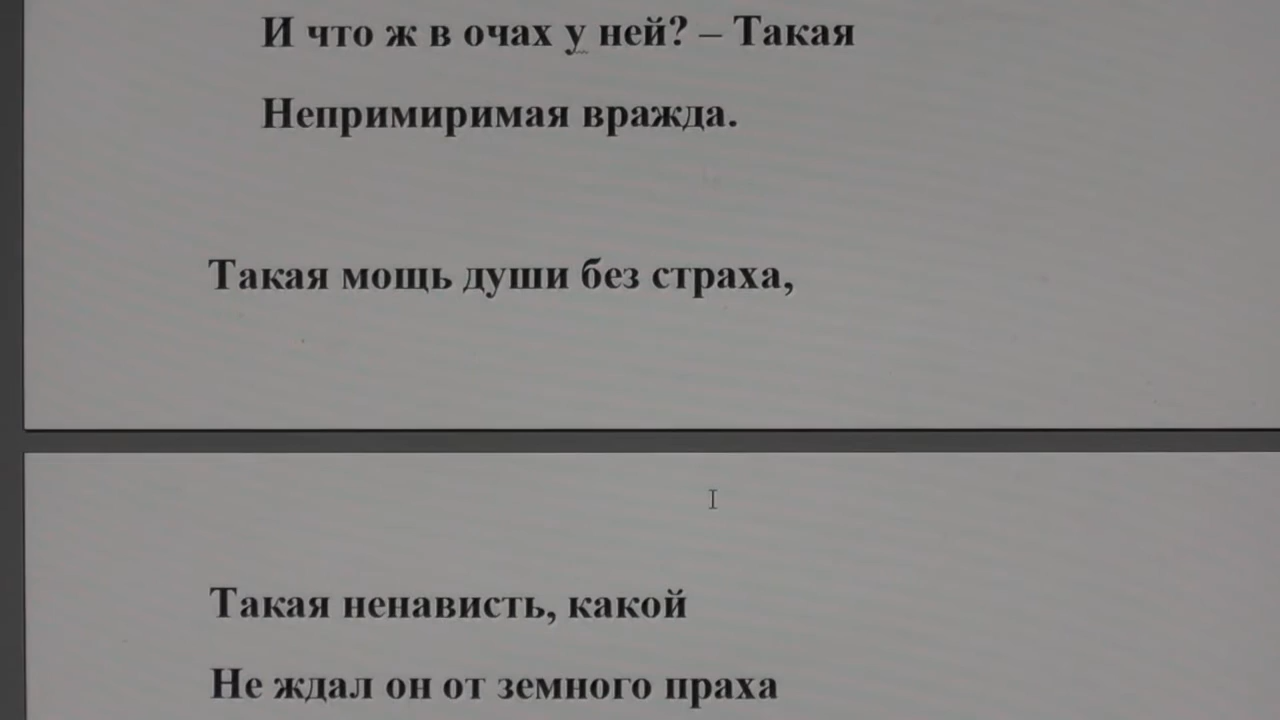 И что ж в очах у ней? – Такая
Непримиримая вражда.
Такая мощь души без страха,
Такая ненависть, какой
Не ждал он от земного праха